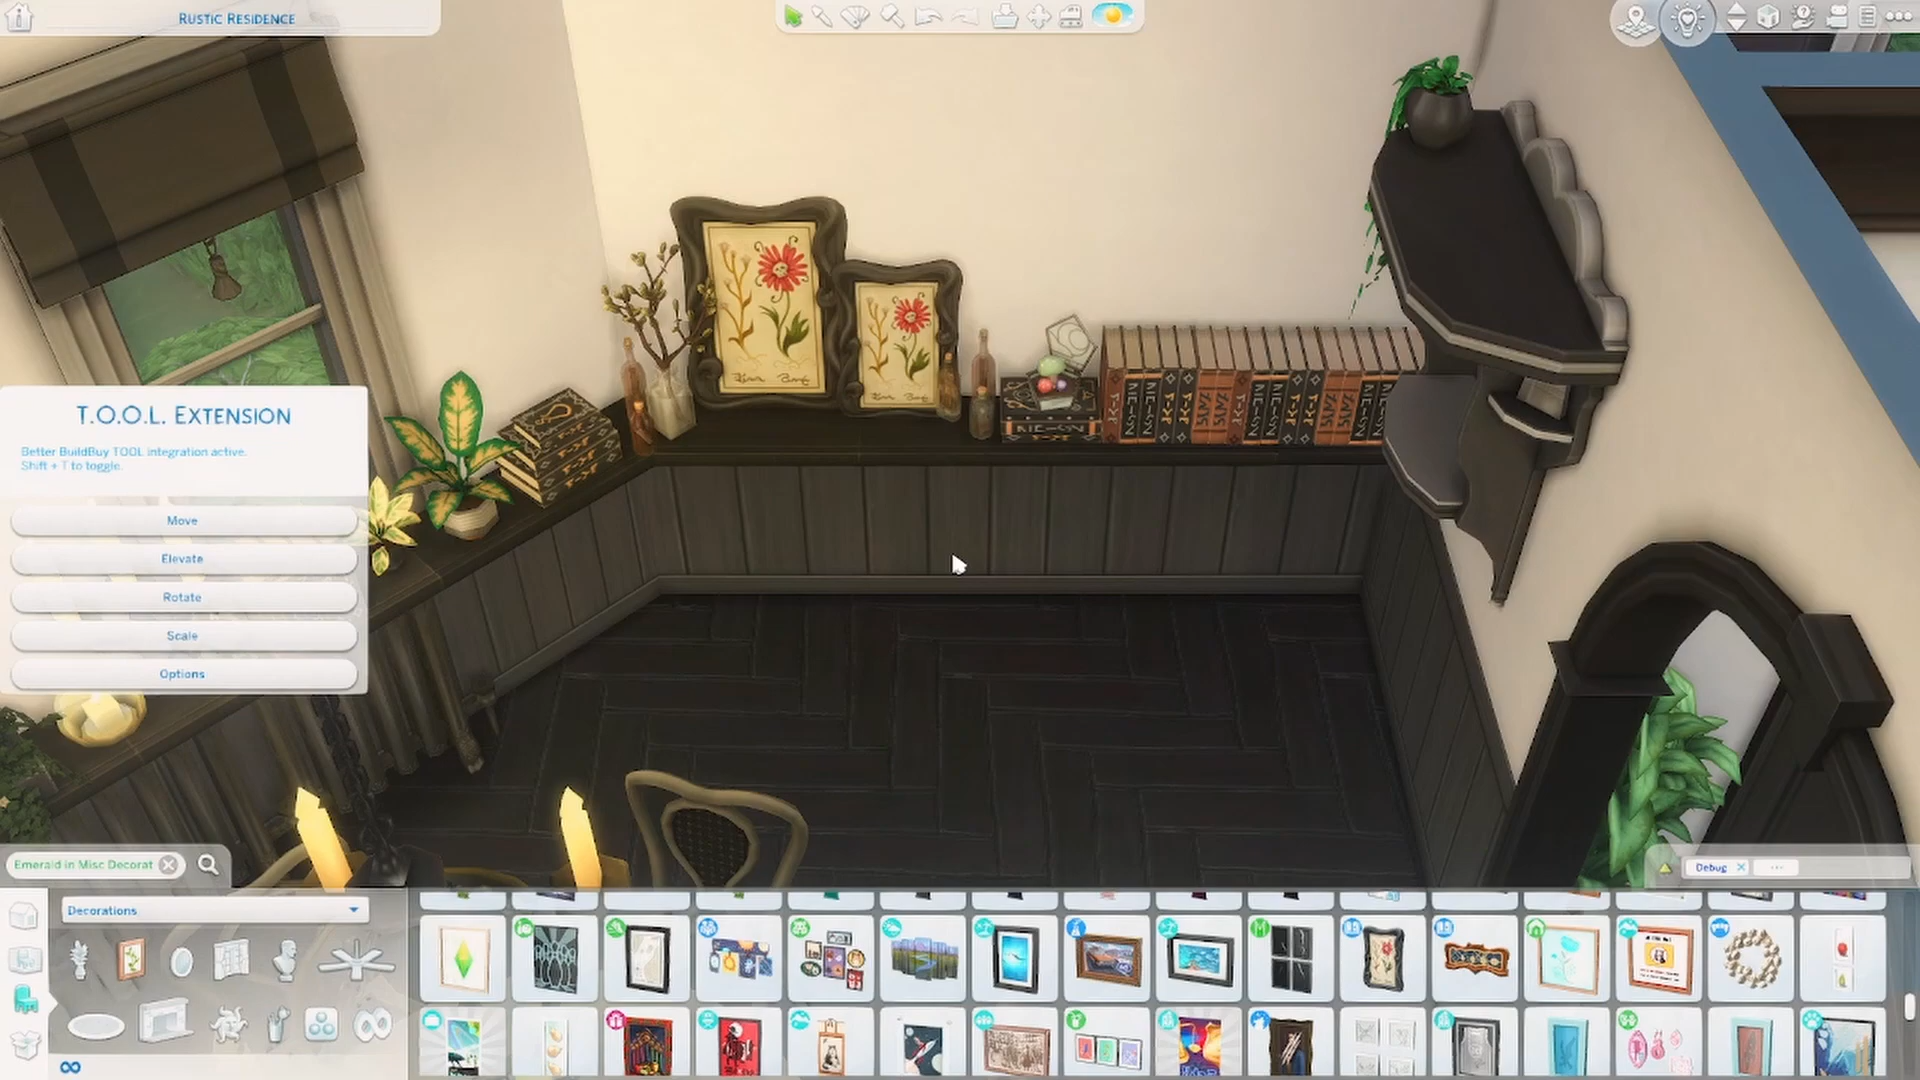 RUSTIC RESIDENCE
T.O.O.L. EXTENSION
Better BuildBuy TOOL integration active.
Shift + T to toggle.
Move
Elevate
Rotate
Scale
Options
Emerald in Misc Decorat
Debug
Decorations